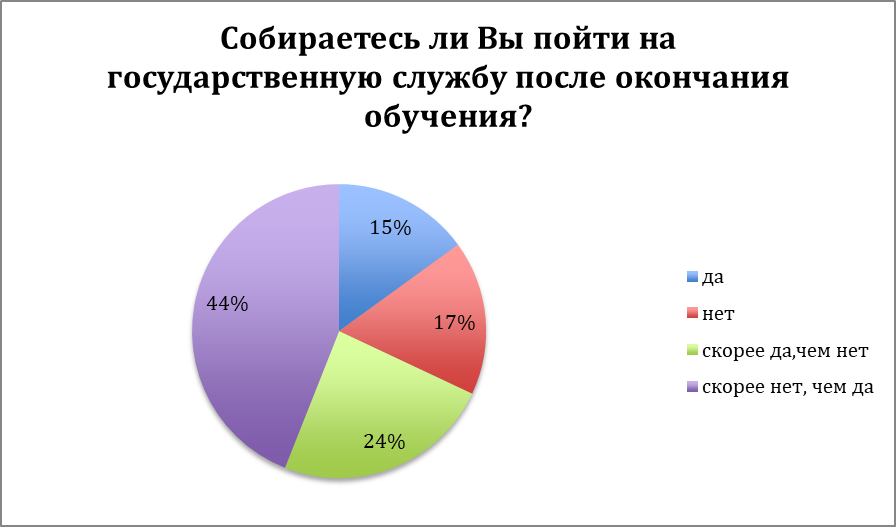 Собираетесь ли Вы пойти на
государственную службу после окончания
обучения?
15%
17%
24%
44%
да
нет
скорее да,чем нет
скорее нет, чем да